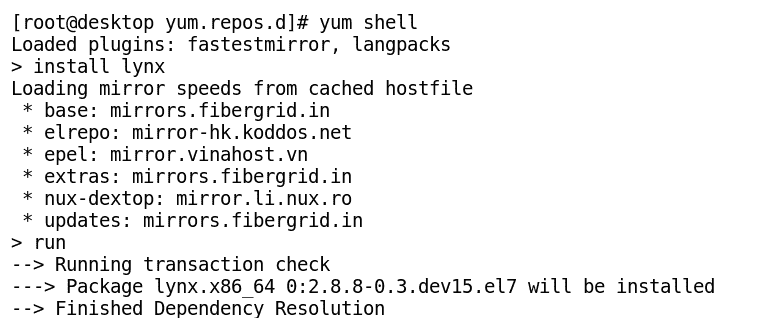 [root@desktop yum.repos.d]# yum shell
Loaded plugins: fastestmirror, langpacks
> install lynx
Loading mirror speeds from cached hostfile
 * base: mirrors.fibergrid.in
 * elrepo: mirror-hk.koddos.net
 * epel: mirror.vinahost.vn
 * extras: mirrors.fibergrid.in
 * nux-dextop: mirror.li.nux.ro
 * updates: mirrors.fibergrid.in
> run
--> Running transaction check
---> Package lynx.x86_64 0:2.8.8-0.3.dev15.el7 will be installed
--> Finished Dependency Resolution